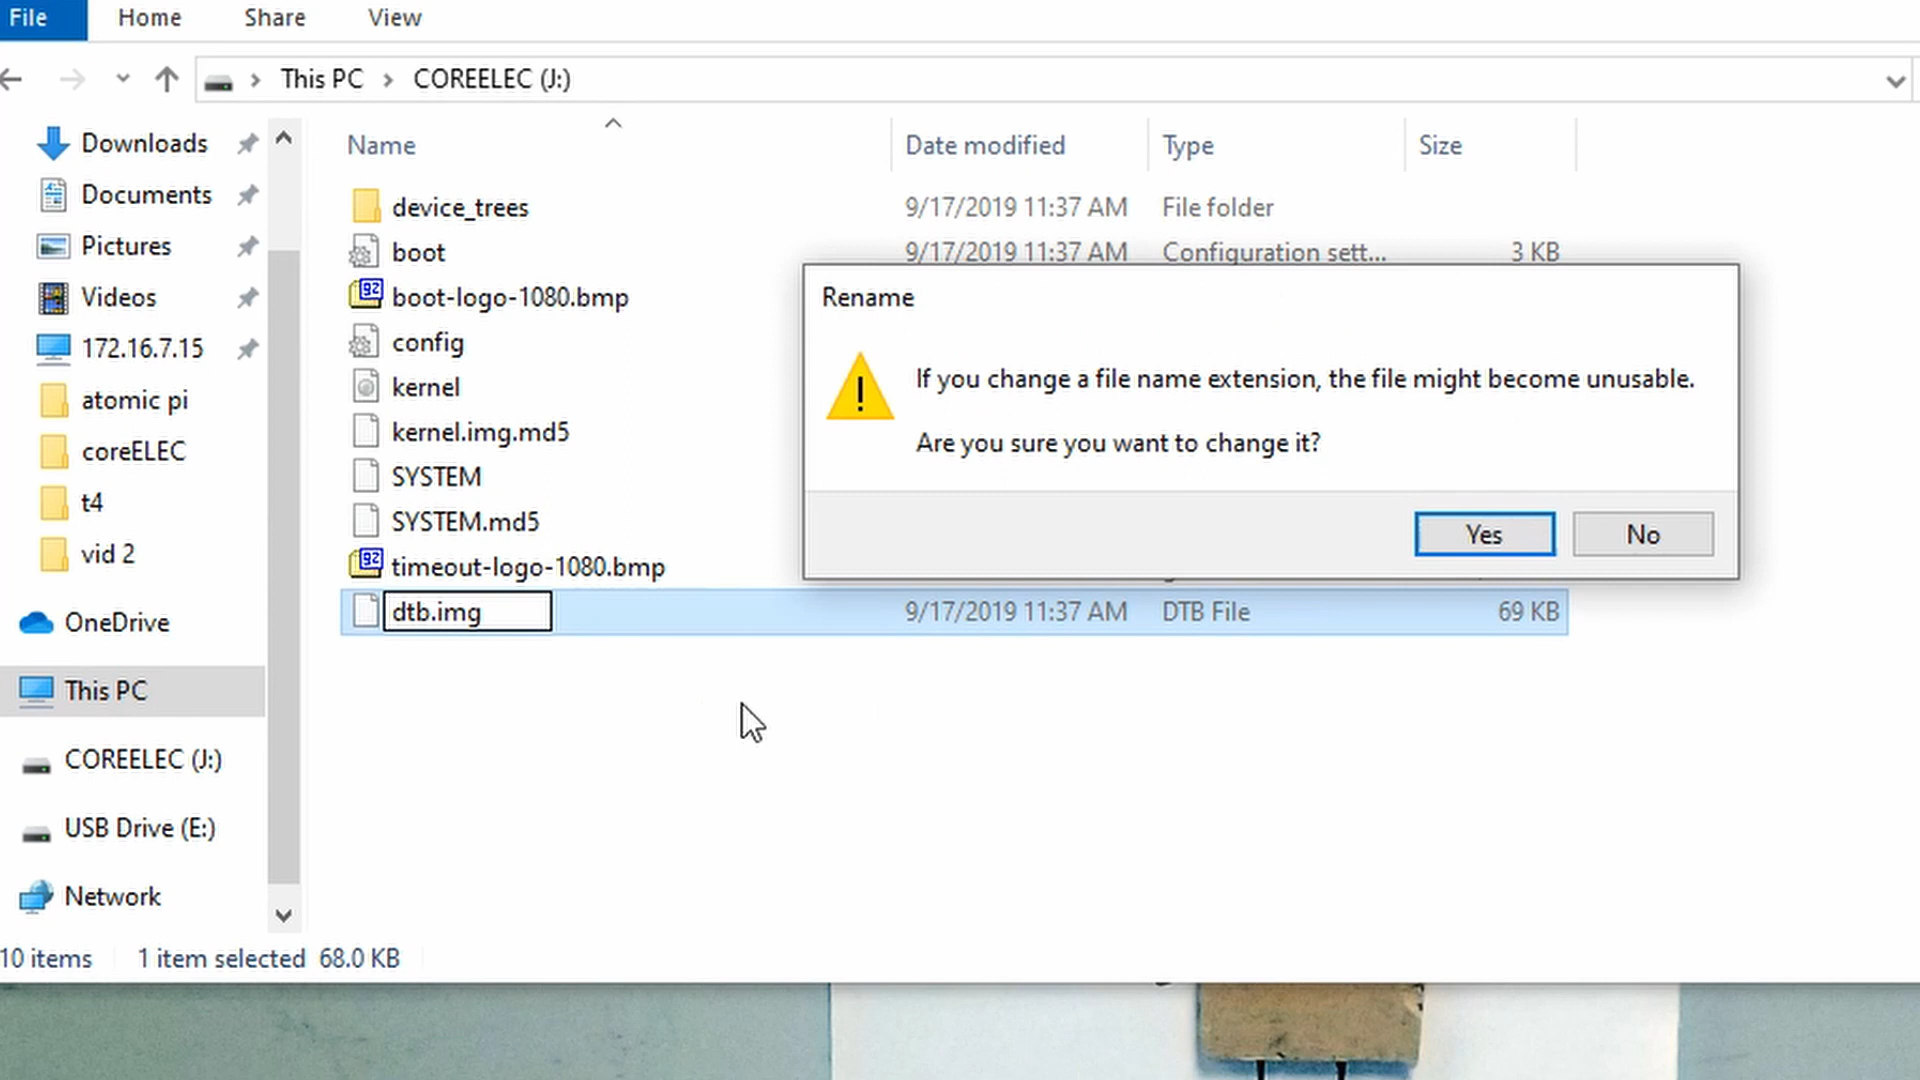 File Home Share View
This PC > COREELEC (J:)
Downloads
Documents
Pictures
Videos
172.16.7.15
atomic pi
coreELEC
t4
vid 2
OneDrive
This PC
COREELEC (J:)
USB Drive (E:)
Network
Name Date modified Type Size
device_trees 9/17/2019 11:37 AM File folder
boot 9/17/2019 11:37 AM Configuration sett... 3 KB
boot-logo-1080.bmp
config
kernel
kernel.img.md5
SYSTEM
SYSTEM.md5
timeout-logo-1080.bmp
dtb.img 9/17/2019 11:37 AM DTB File 69 KB
Rename
If you change a file name extension, the file might become unusable.
Are you sure you want to change it?
Yes No
10 items 1 item selected 68.0 KB